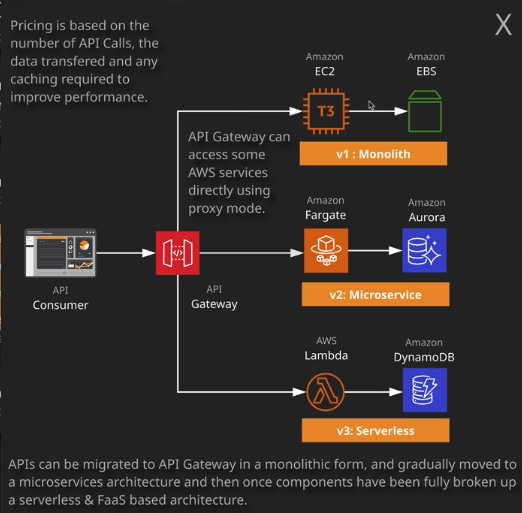 Pricing is based on the
number of API Calls, the
data transfered and any
caching required to
improve performance.
X
Amazon
EC2
Amazon
EBS
T3
v1 : Monolith
API Gateway can
access some
AWS services
directly using
proxy mode.
Amazon
Fargate
Amazon
Aurora
v2: Microservice
API
Consumer
API
Gateway
AWS
Lambda
Amazon
DynamoDB
v3: Serverless
APIs can be migrated to API Gateway in a monolithic form, and gradually moved to
a microservices architecture and then once components have been fully broken up
a serverless & FaaS based architecture.